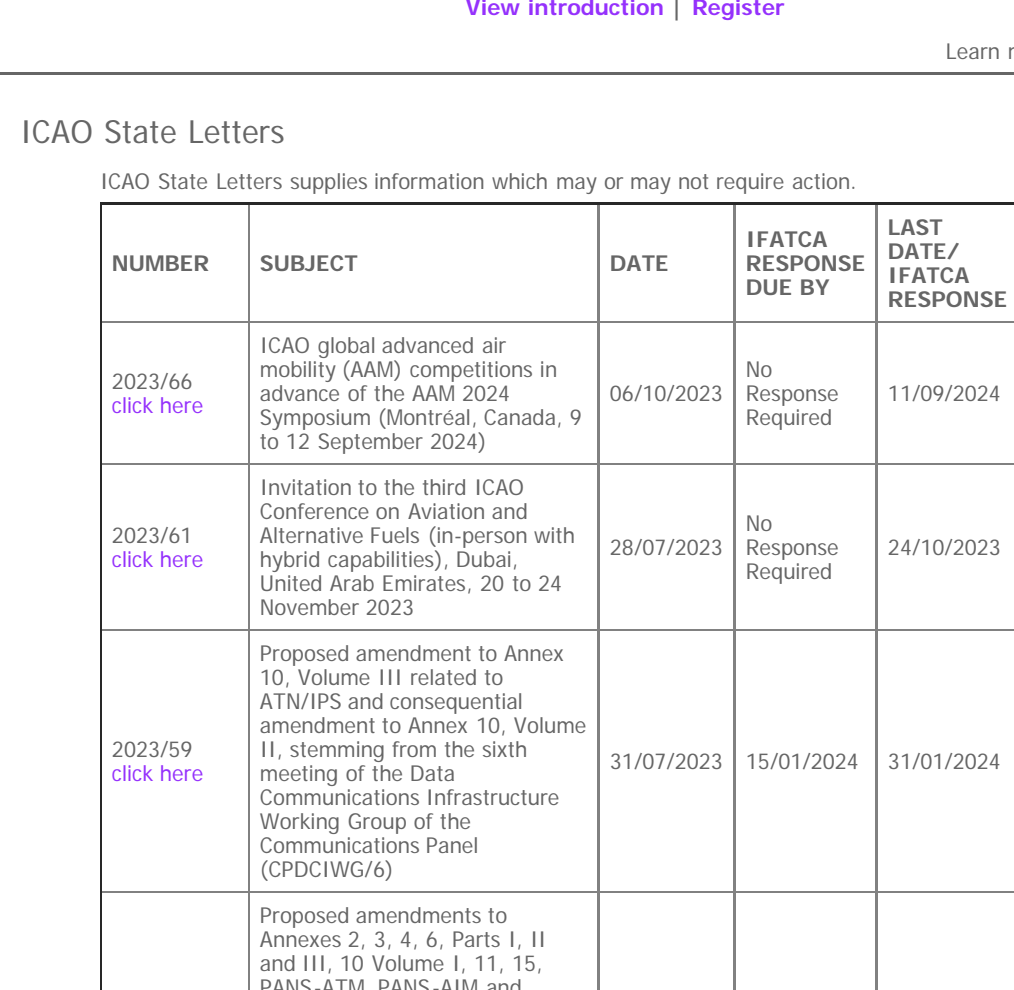 View introduction | Register
Learn
ICAO State Letters
ICAO State Letters supplies information which may or may not require action.
NUMBER
SUBJECT
DATE
IFATCA
RESPONSE
DUE BY
LAST
DATE/
IFATCA
RESPONSE
2023/66
click here
ICAO global advanced air
mobility (AAM) competitions in
advance of the AAM 2024
Symposium (Montréal, Canada, 9
to 12 September 2024)
06/10/2023
No
Response
Required
11/09/2024
2023/61
click here
Invitation to the third ICAO
Conference on Aviation and
Alternative Fuels (in-person with
hybrid capabilities), Dubai,
United Arab Emirates, 20 to 24
November 2023
28/07/2023
No
Response
Required
24/10/2023
2023/59
click here
Proposed amendment to Annex
10, Volume III related to
ATN/IPS and consequential
amendment to Annex 10, Volume
II, stemming from the sixth
meeting of the Data
Communications Infrastructure
Working Group of the
Communications Panel
(CPDCIWG/6)
31/07/2023
15/01/2024
31/01/2024
Proposed amendments to
Annexes 2, 3, 4, 6, Parts I, II
and III, 10 Volume I, 11, 15,
PANS-ATM, PANS-AIM and